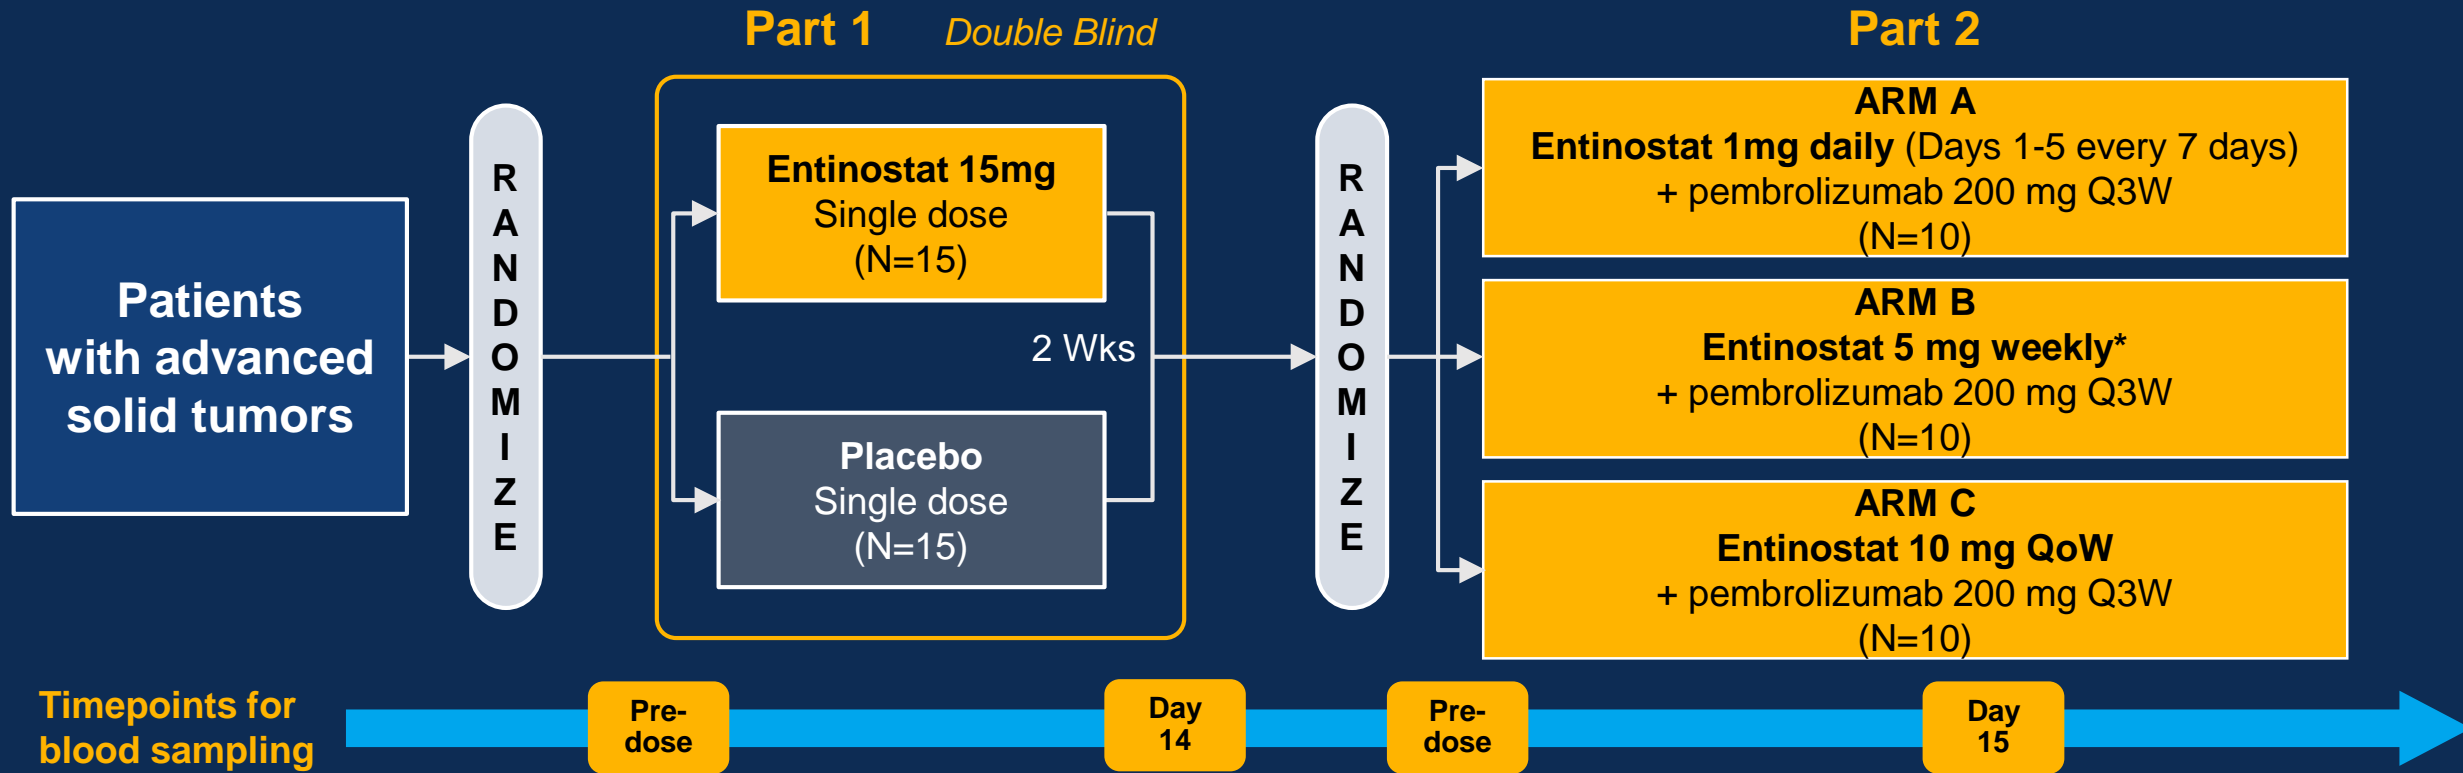 Part 1 Double Blind
Part 2
Patients
with advanced
solid tumors
R
A
N
D
O
M
I
Z
E
Entinostat 15mg
Single dose
(N=15)
2 Wks
Placebo
Single dose
(N=15)
R
A
N
D
O
M
I
Z
E
ARM A
Entinostat 1mg daily (Days 1-5 every 7 days)
+ pembrolizumab 200 mg Q3W
(N=10)
ARM B
Entinostat 5 mg weekly*
+ pembrolizumab 200 mg Q3W
(N=10)
ARM C
Entinostat 10 mg QoW
+ pembrolizumab 200 mg Q3W
(N=10)
Timepoints for
blood sampling
Pre-
dose
Day
14
Pre-
dose
Day
15